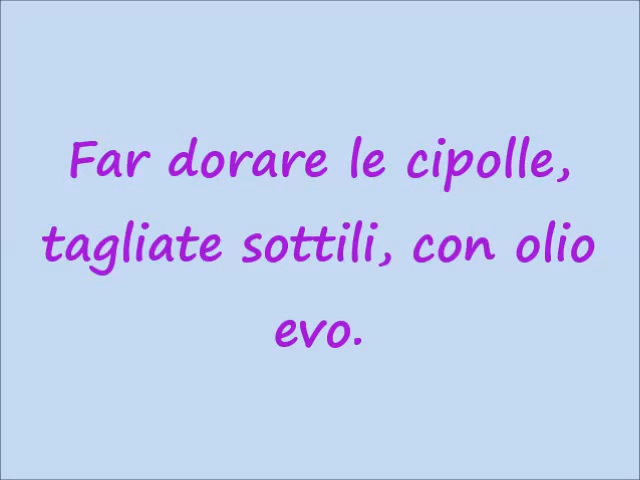 Far dorare le cipolle,
tagliate sottili, con olio
evo.